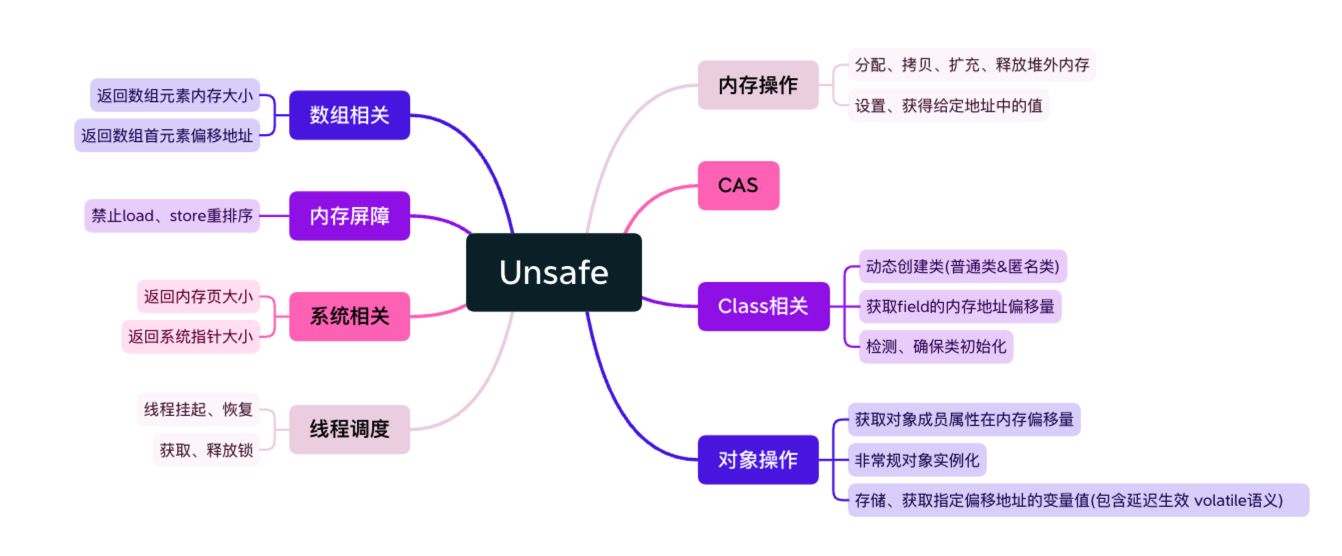 Unsafe
内存操作
分配、拷贝、扩充、释放堆外内存
设置、获得给定地址中的值
CAS
Class相关
动态创建类(普通类&匿名类)
获取field的内存地址偏移量
检测、确保类初始化
对象操作
获取对象成员属性在内存偏移量
非常规对象实例化
存储、获取指定偏移地址的变量值(包含延迟生效 volatile语义)
数组相关
返回数组元素内存大小
返回数组首元素偏移地址
内存屏障
禁止load、store重排序
系统相关
返回内存页大小
返回系统指针大小
线程调度
线程挂起、恢复
获取、释放锁